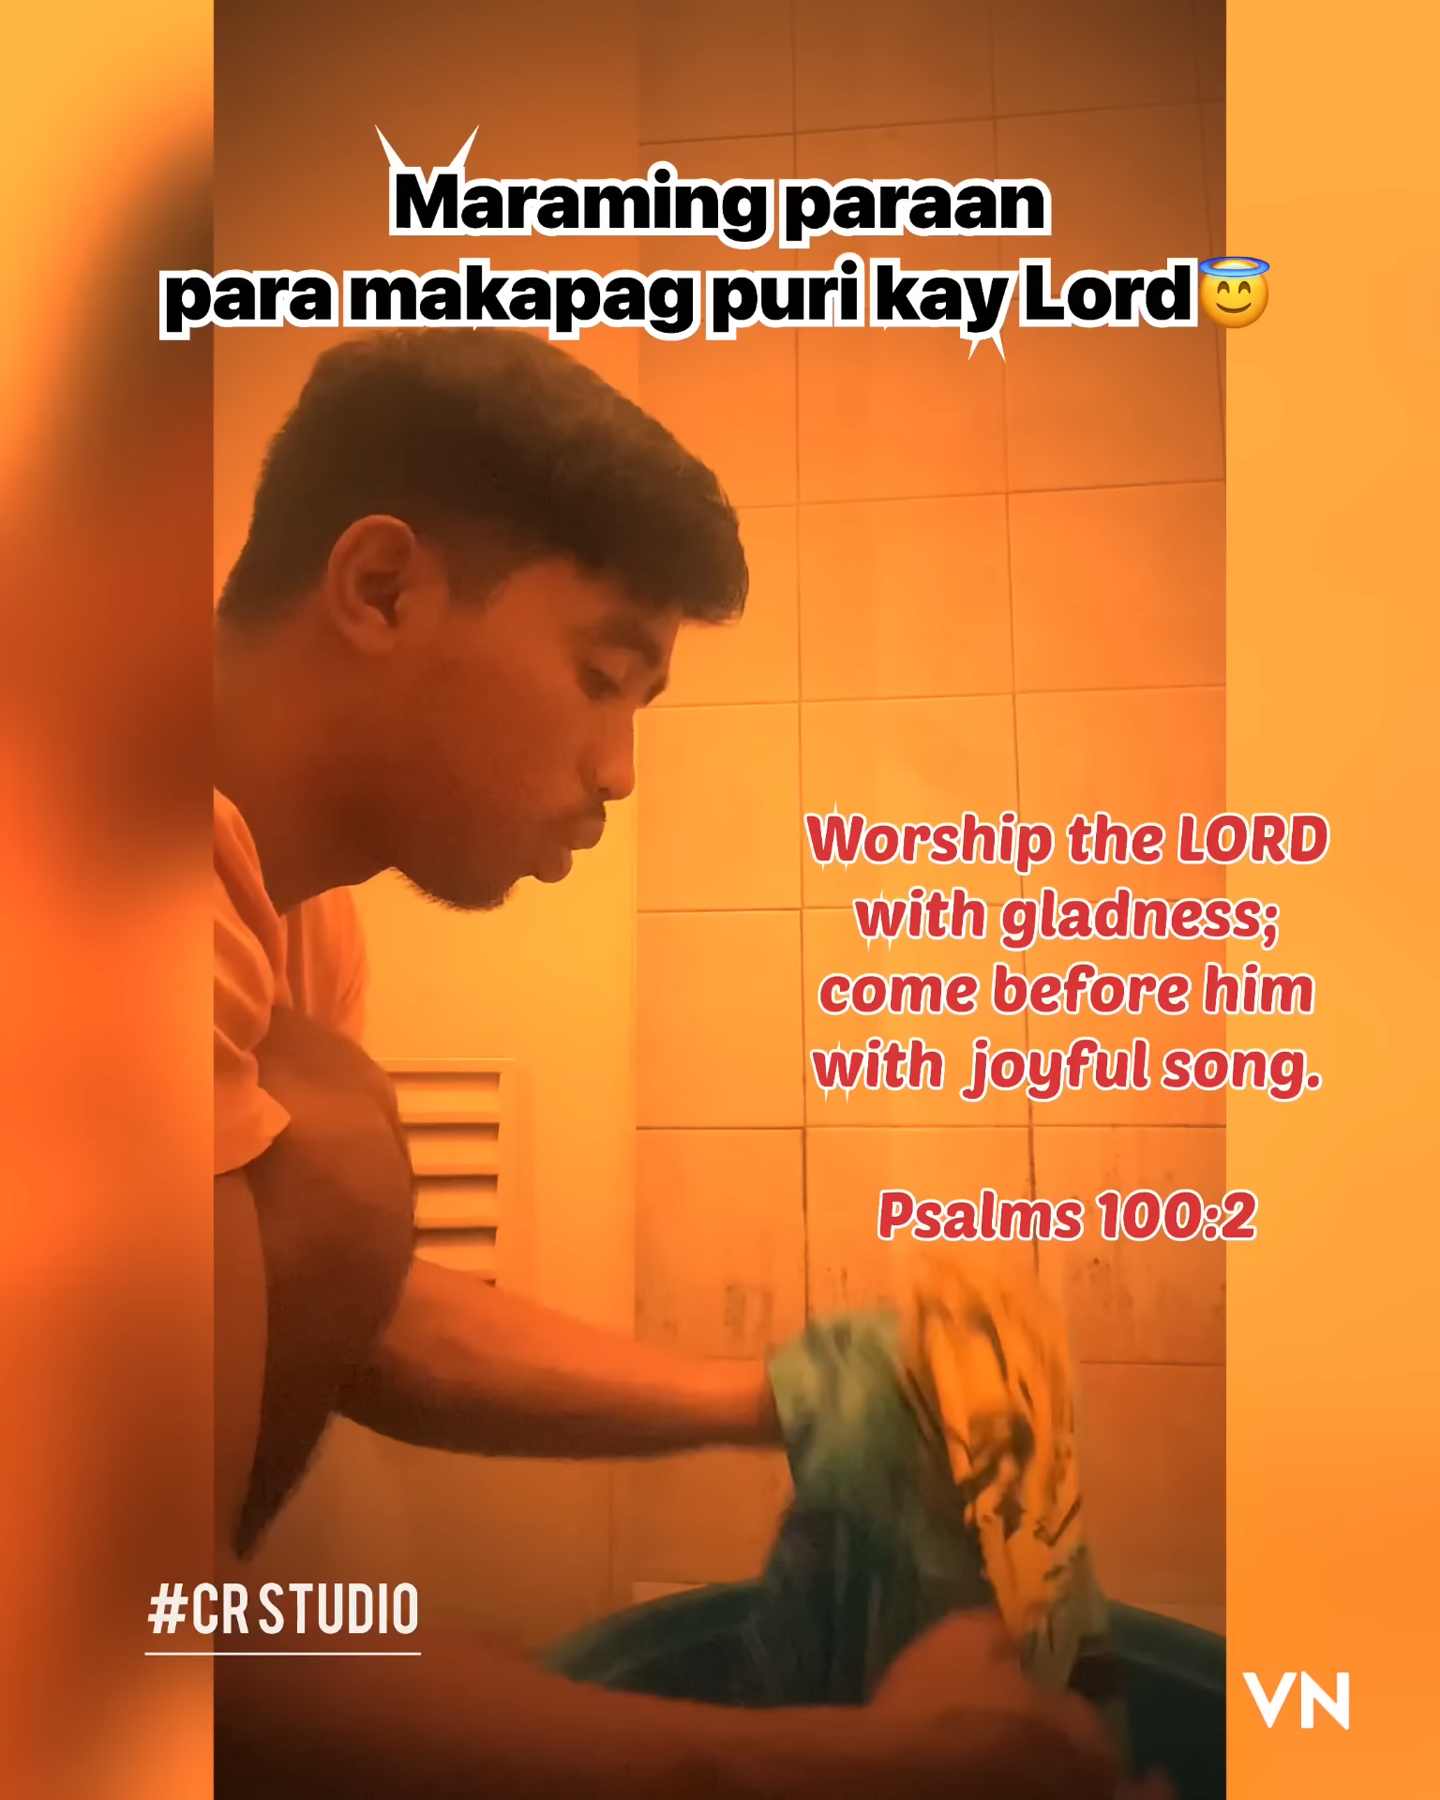 Maraming paraan
para makapag puri kay Lord😇
Worship the LORD
with gladness;
come before him
with joyful song.
Psalms 100:2
#CR STUDIO
VN